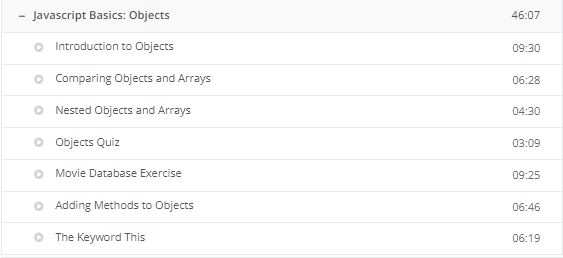 − Javascript Basics: Objects 46:07
Introduction to Objects 09:30
Comparing Objects and Arrays 06:28
Nested Objects and Arrays 04:30
Objects Quiz 03:09
Movie Database Exercise 09:25
Adding Methods to Objects 06:46
The Keyword This 06:19